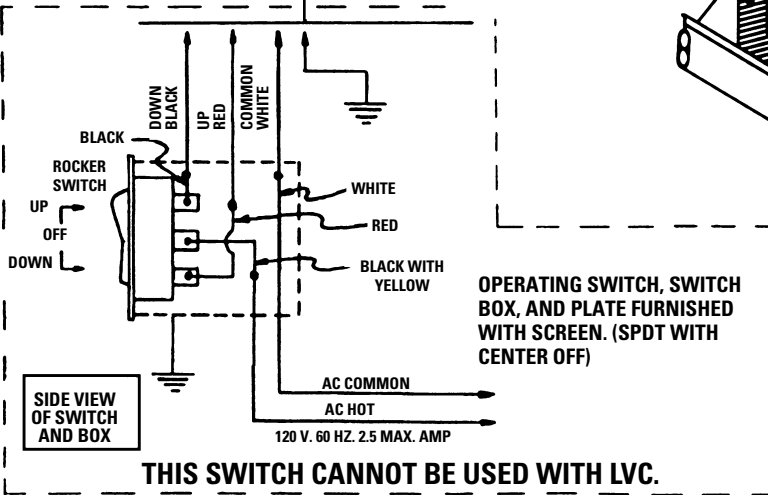 DOWN
BLACK
UP
RED
COMMON
WHITE
BLACK
ROCKER
SWITCH
UP
OFF
DOWN
WHITE
RED
BLACK WITH
YELLOW
OPERATING SWITCH, SWITCH
BOX, AND PLATE FURNISHED
WITH SCREEN. (SPDT WITH
CENTER OFF)
AC COMMON
AC HOT
120 V. 60 HZ. 2.5 MAX. AMP
SIDE VIEW
OF SWITCH
AND BOX
THIS SWITCH CANNOT BE USED WITH LVC.